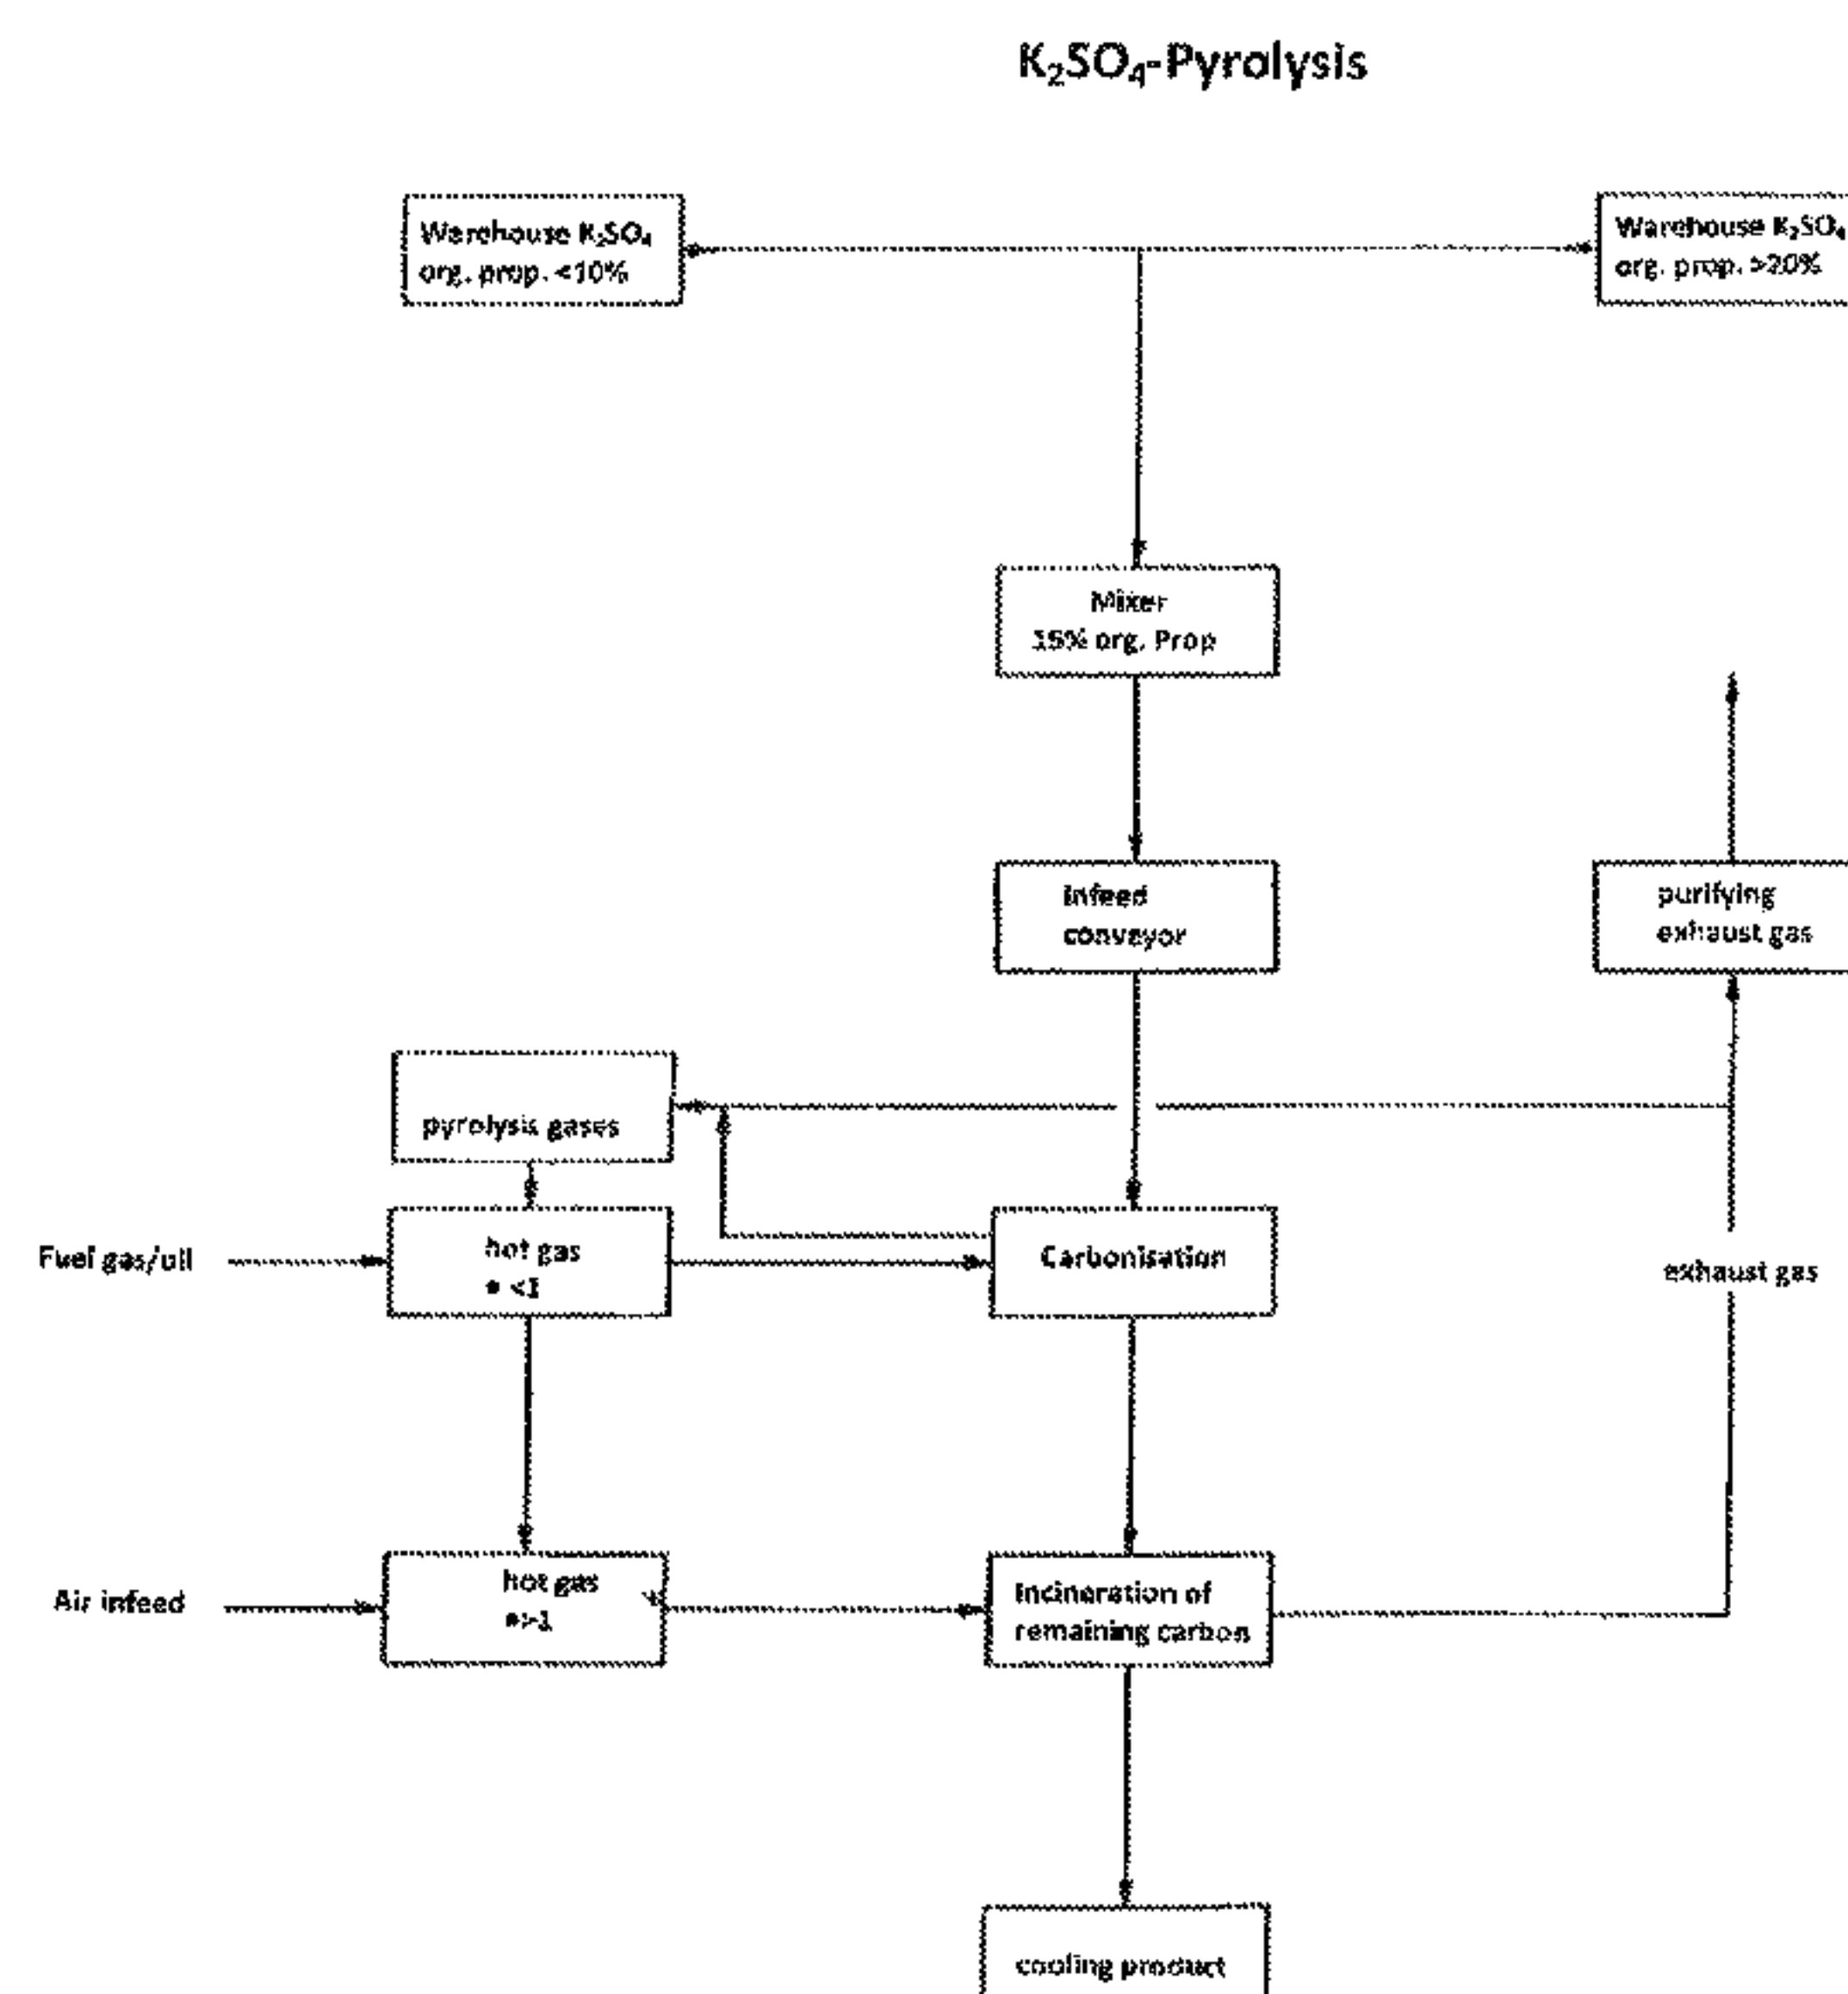 K₂SO₄-Pyrolysis
Warehouse K₂SO₄
org. prop. <10%
Warehouse K₂SO₄
org. prop. >20%
Mixer
15% org. Prop
Infeed
conveyor
purifying
exhaust gas
pyrolysis gases
Fuel gas/oil
hot gas
<1
Carbonisation
exhaust gas
Air infeed
hot gas
>1
Incineration of
remaining carbon
cooling product